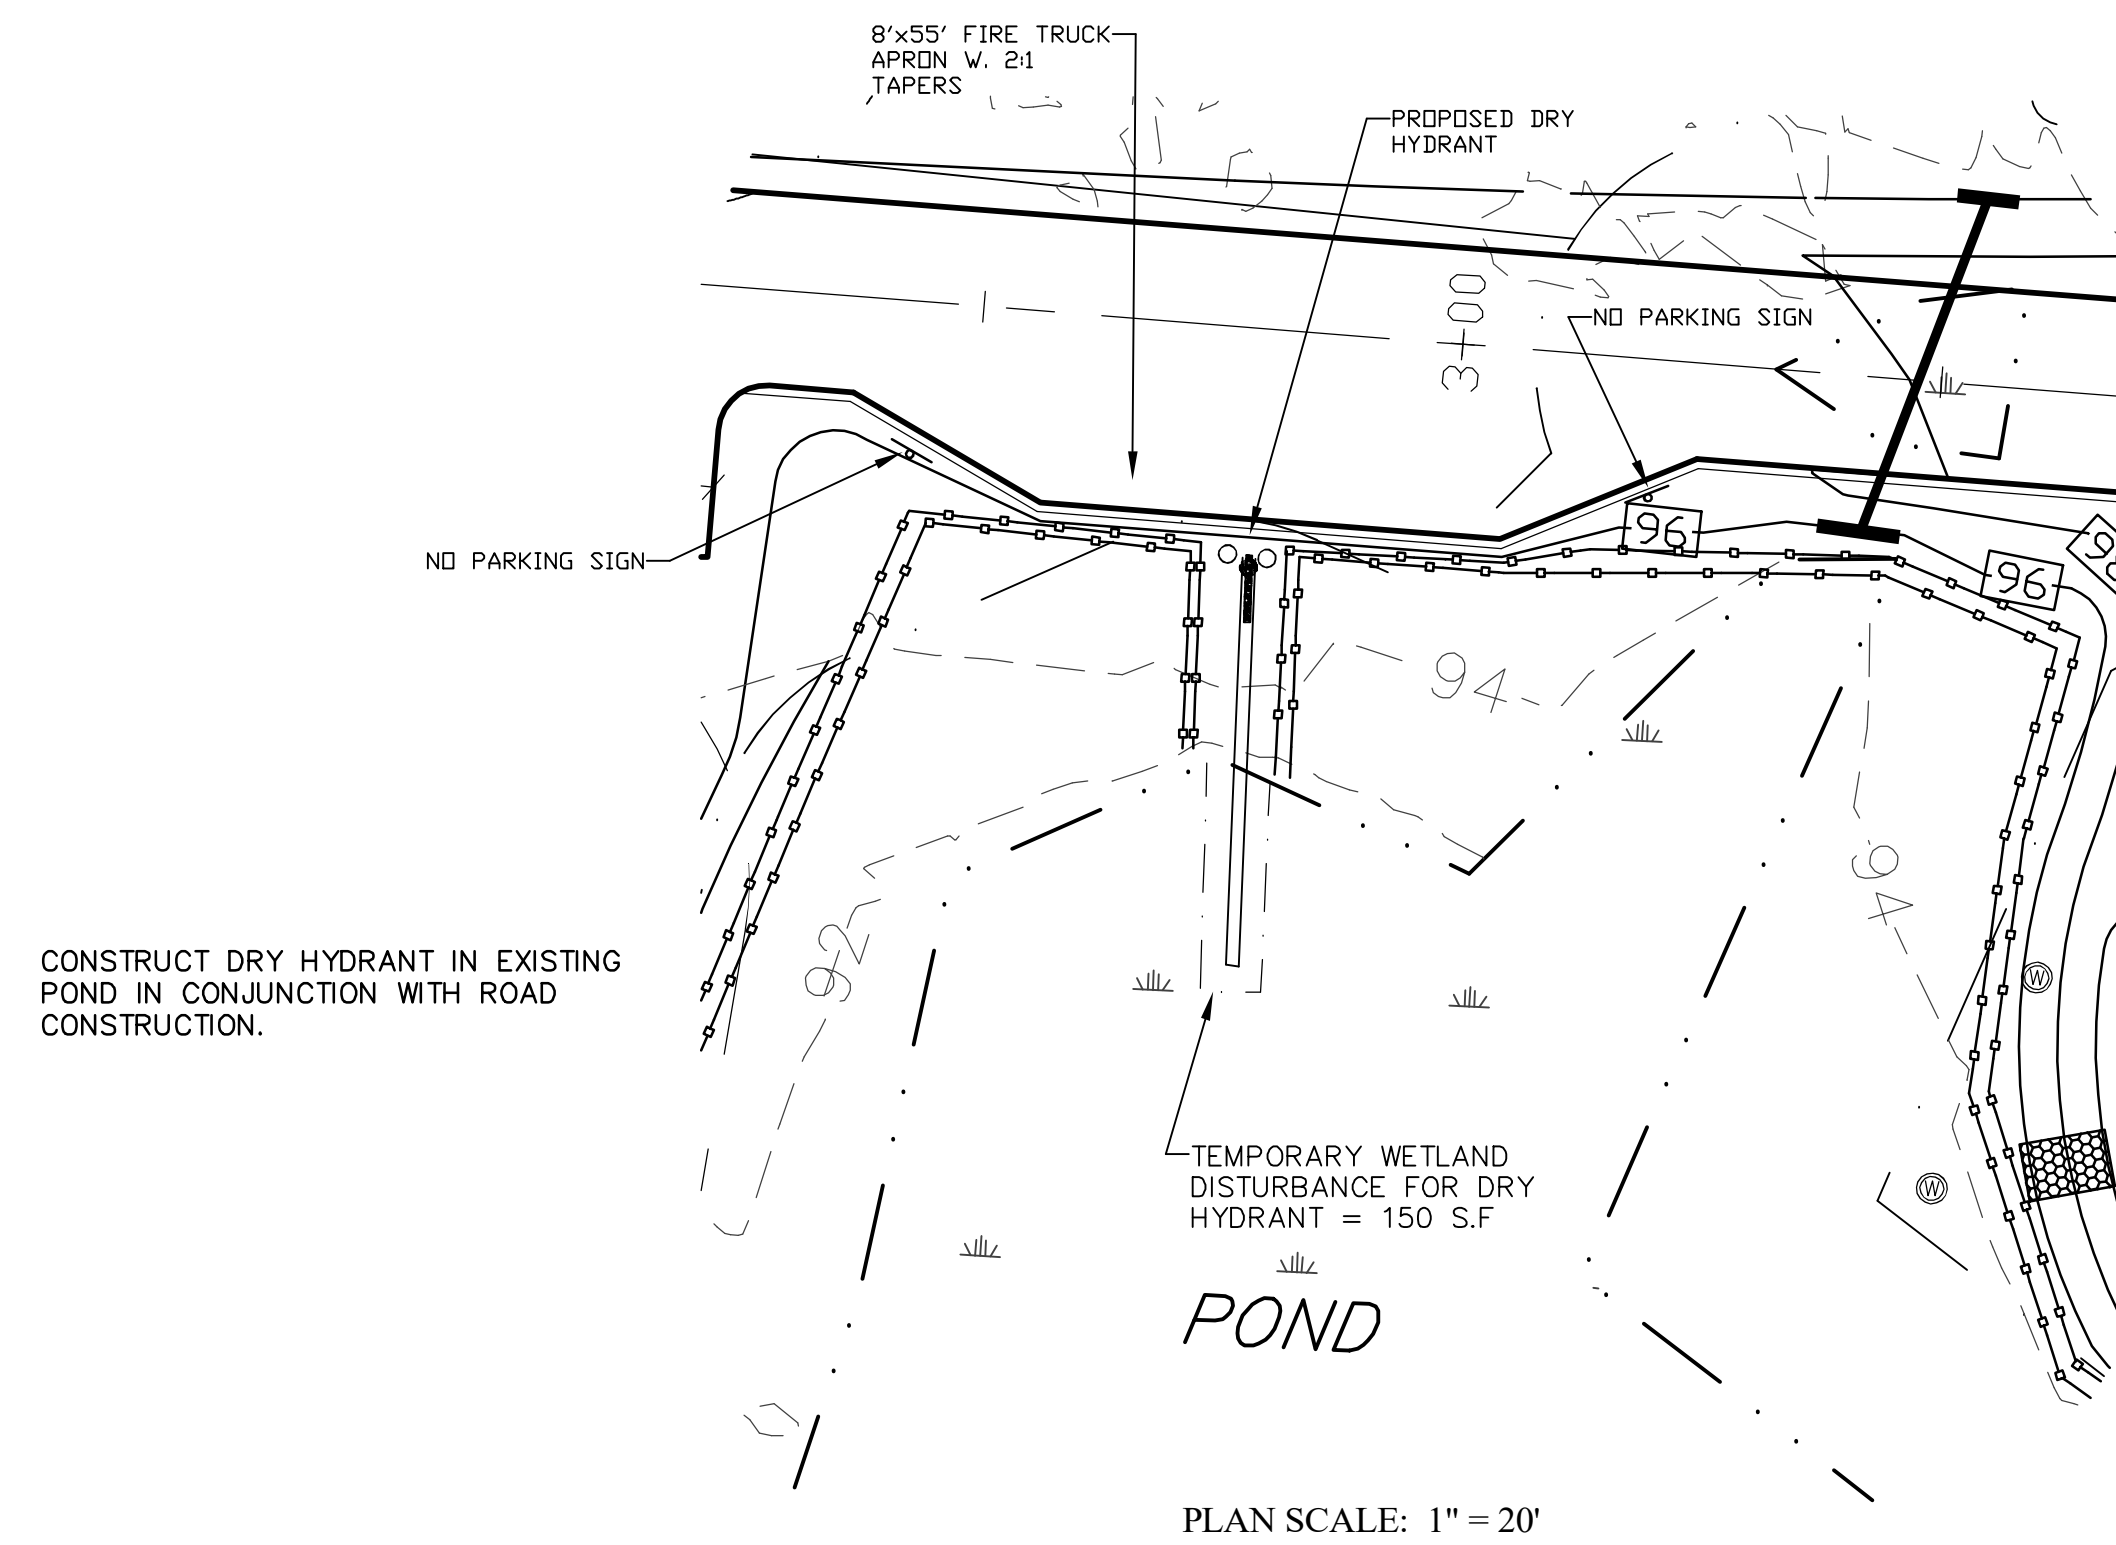 8'x55' FIRE TRUCK
APRON W. 2:1
TAPERS
PROPOSED DRY
HYDRANT
3+00
NO PARKING SIGN
NO PARKING SIGN
96
96
94
94
92
W
W
CONSTRUCT DRY HYDRANT IN EXISTING
POND IN CONJUNCTION WITH ROAD
CONSTRUCTION.
TEMPORARY WETLAND
DISTURBANCE FOR DRY
HYDRANT = 150 S.F
POND
PLAN SCALE: 1" = 20'